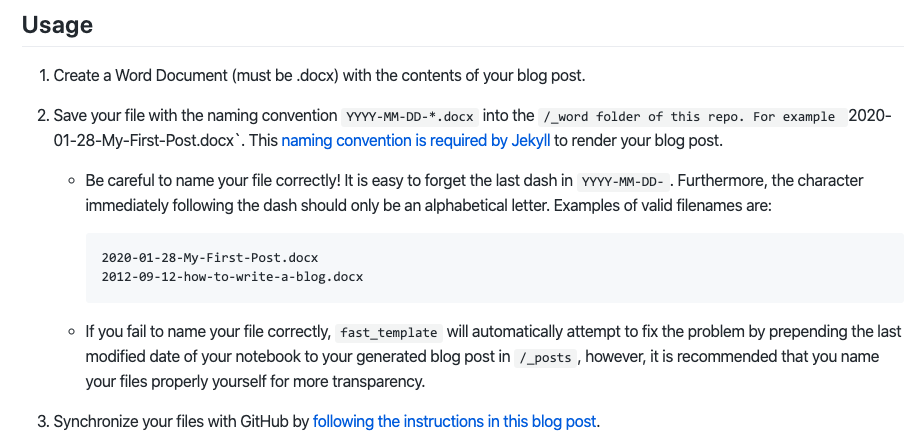 Usage
1. Create a Word Document (must be .docx) with the contents of your blog post.
2. Save your file with the naming convention YYYY-MM-DD-*.docx into the /_word folder of this repo. For example 2020-
01-28-My-First-Post.docx`. This naming convention is required by Jekyll to render your blog post.
◦ Be careful to name your file correctly! It is easy to forget the last dash in YYYY-MM-DD- . Furthermore, the character
immediately following the dash should only be an alphabetical letter. Examples of valid filenames are:
2020-01-28-My-First-Post.docx
2012-09-12-how-to-write-a-blog.docx
◦ If you fail to name your file correctly, fast_template will automatically attempt to fix the problem by prepending the last
modified date of your notebook to your generated blog post in /_posts , however, it is recommended that you name
your files properly yourself for more transparency.
3. Synchronize your files with GitHub by following the instructions in this blog post.